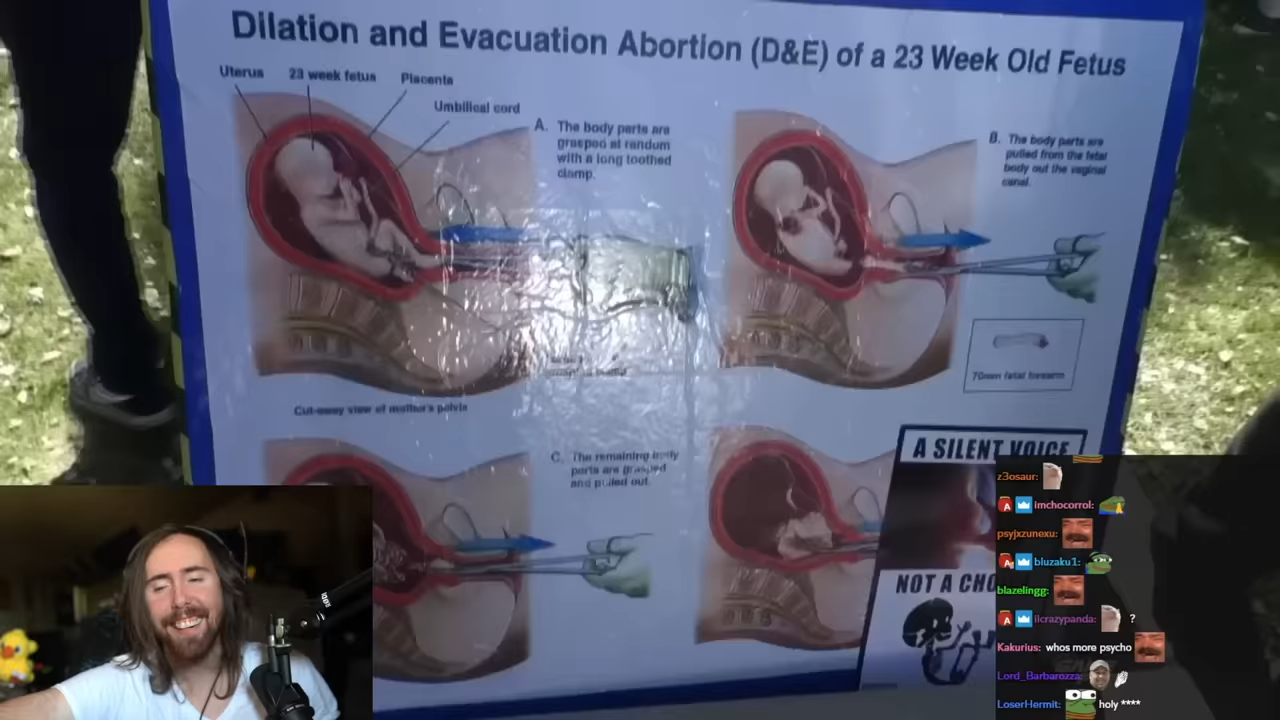 Dilation and Evacuation Abortion (D&E) of a 23 Week Old Fetus
Uterus
23 week fetus
Placenta
Umbilical cord
A. The body parts are
grasped at random
with a long toothed
clamp.
B. The body parts are
pulled from the fetal
body out the vaginal
canal.
70mm fetal forearm
Cut-away view of mother's pelvis
C. The remaining body
parts are grasped
and pulled out.
A SILENT VOICE
NOT A CHO
z3osaur:
imchocorrol:
psyjxzunexu:
bluzaku1:
blazelingg:
ilcrazypanda: ?
Kakurius: whos more psycho
Lord_Barbarozza:
LoserHermit: holy ****